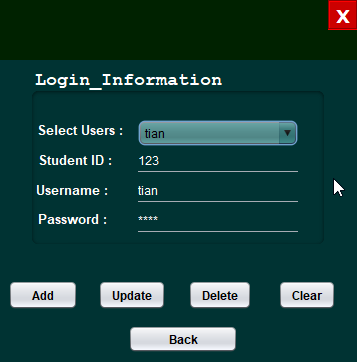 X
Login_Information
Select Users : tian
Student ID : 123
Username : tian
Password : ****
Add Update Delete Clear
Back